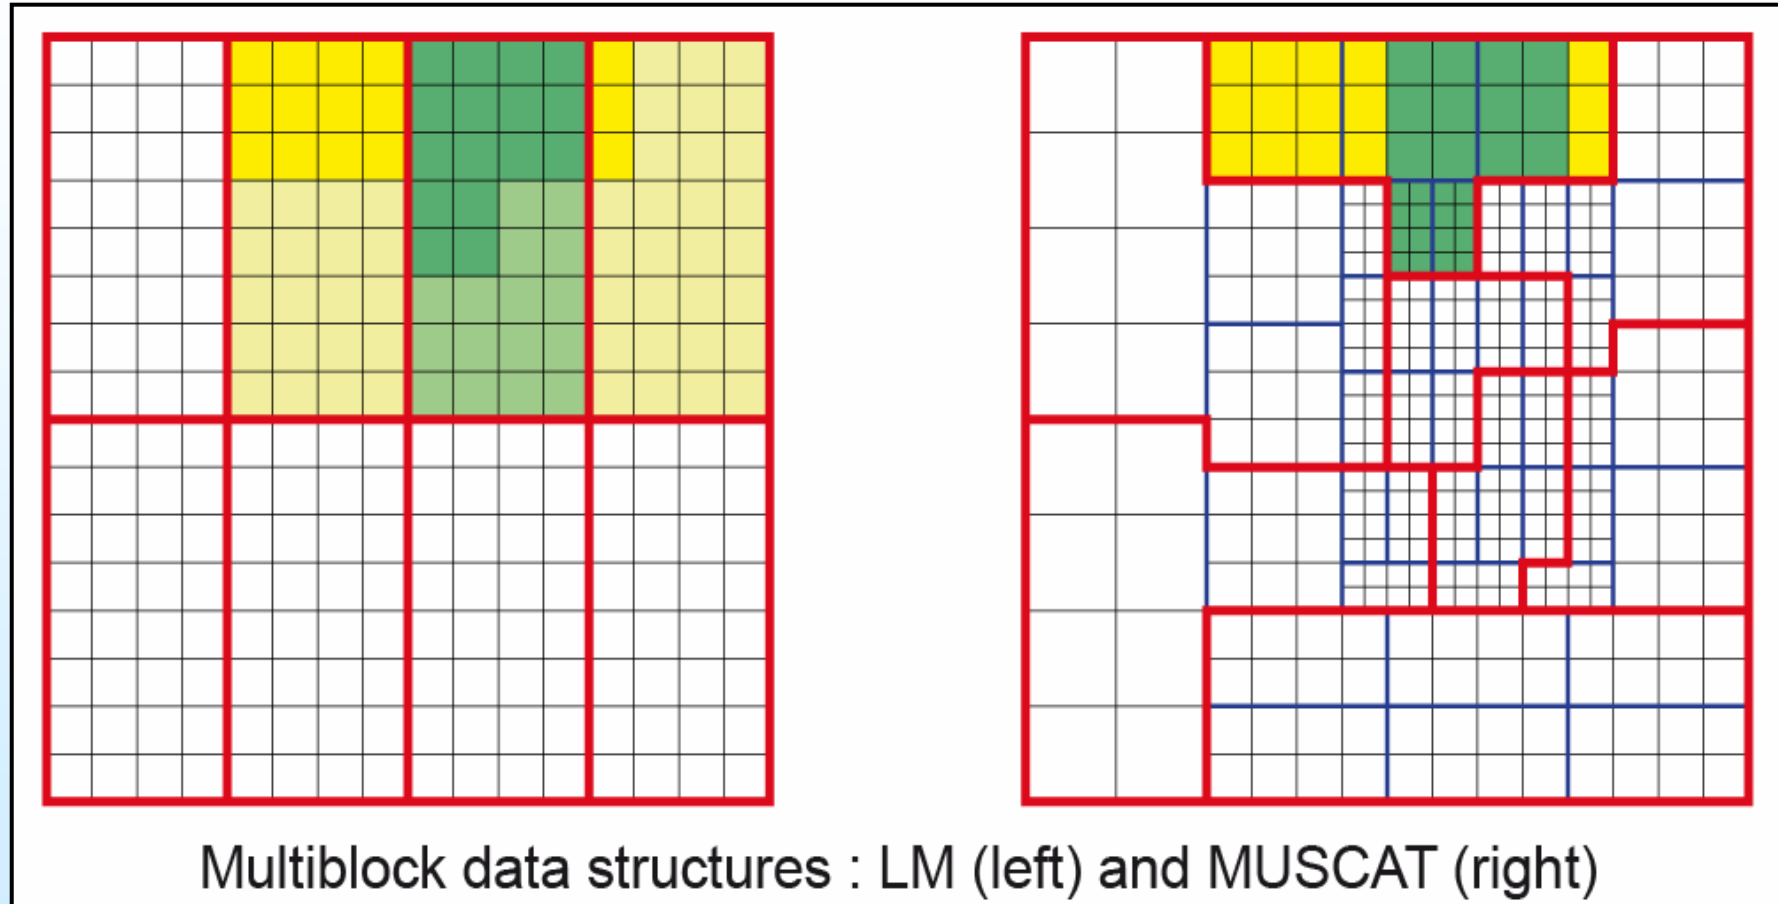 Multiblock data structures : LM (left) and MUSCAT (right)